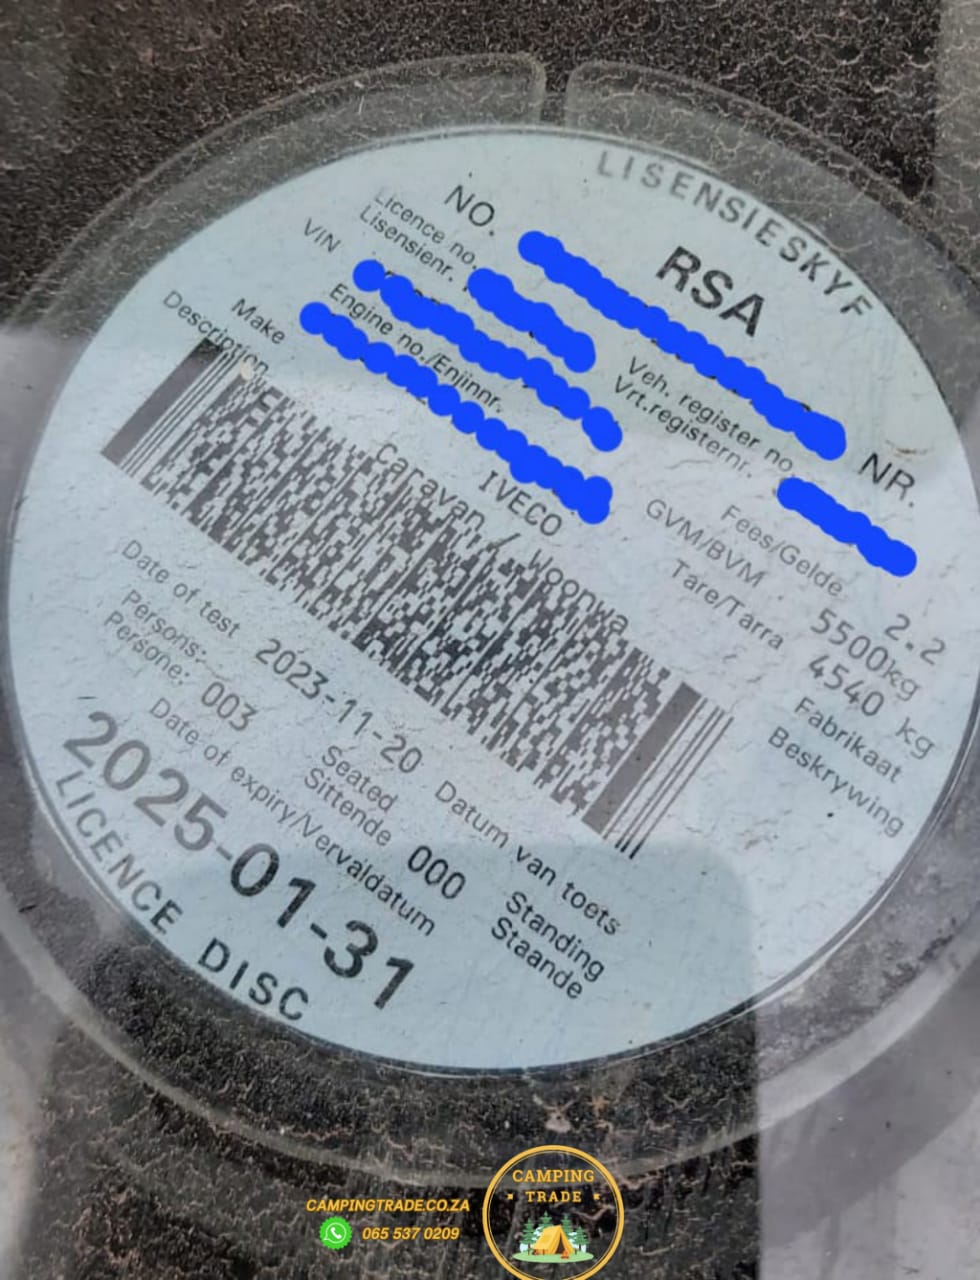 LISENSIESKYF
RSA
NO.
NR.
Licence no.
Lisensienr.
Veh. register no.
Vrt.registernr.
VIN
Engine no./Enjinnr.
Fees/Gelde 2.2
GVM/BVM 5500kg
Tare/Tarra 4540 kg
Make IVECO Fabrikaat
Description Caravan / Woonwa Beskrywing
Date of test 2023-11-20 Datum van toets
Persons: 003 Seated 000 Standing
Persone: Sittende Staande
Date of expiry/Vervaldatum
2025-01-31
LICENCE DISC
CAMPINGTRADE.CO.ZA
065 537 0209
CAMPING
TRADE